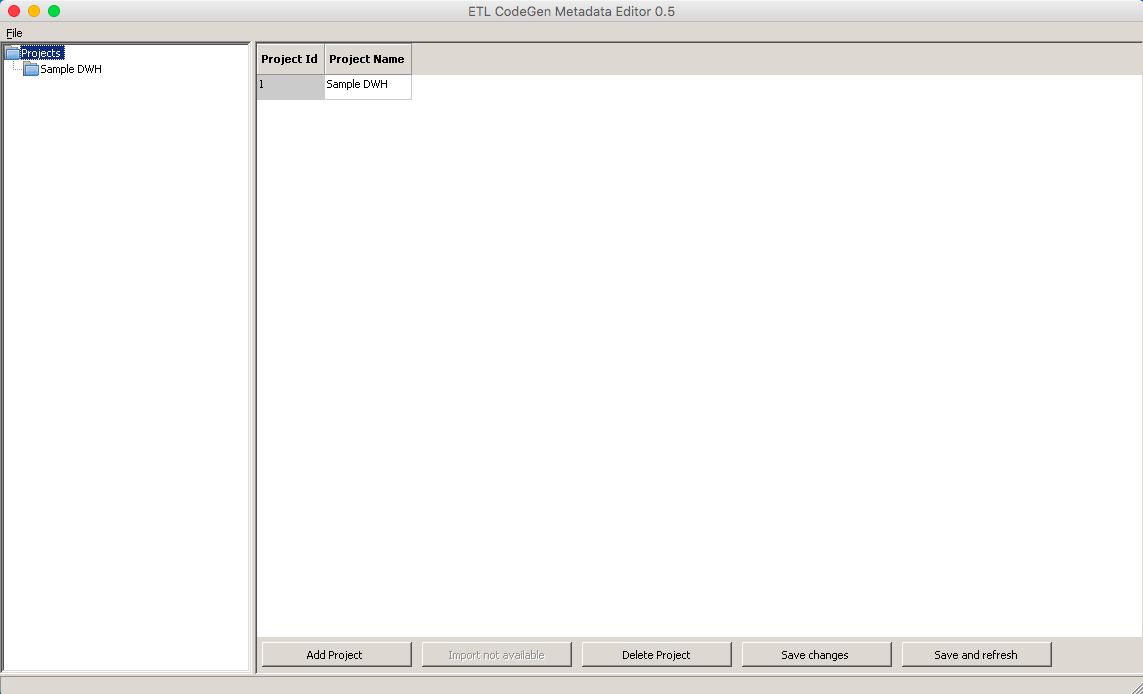 ETL CodeGen Metadata Editor 0.5
File
Projects
Sample DWH
Project Id Project Name
1 Sample DWH
Add Project Import not available Delete Project Save changes Save and refresh